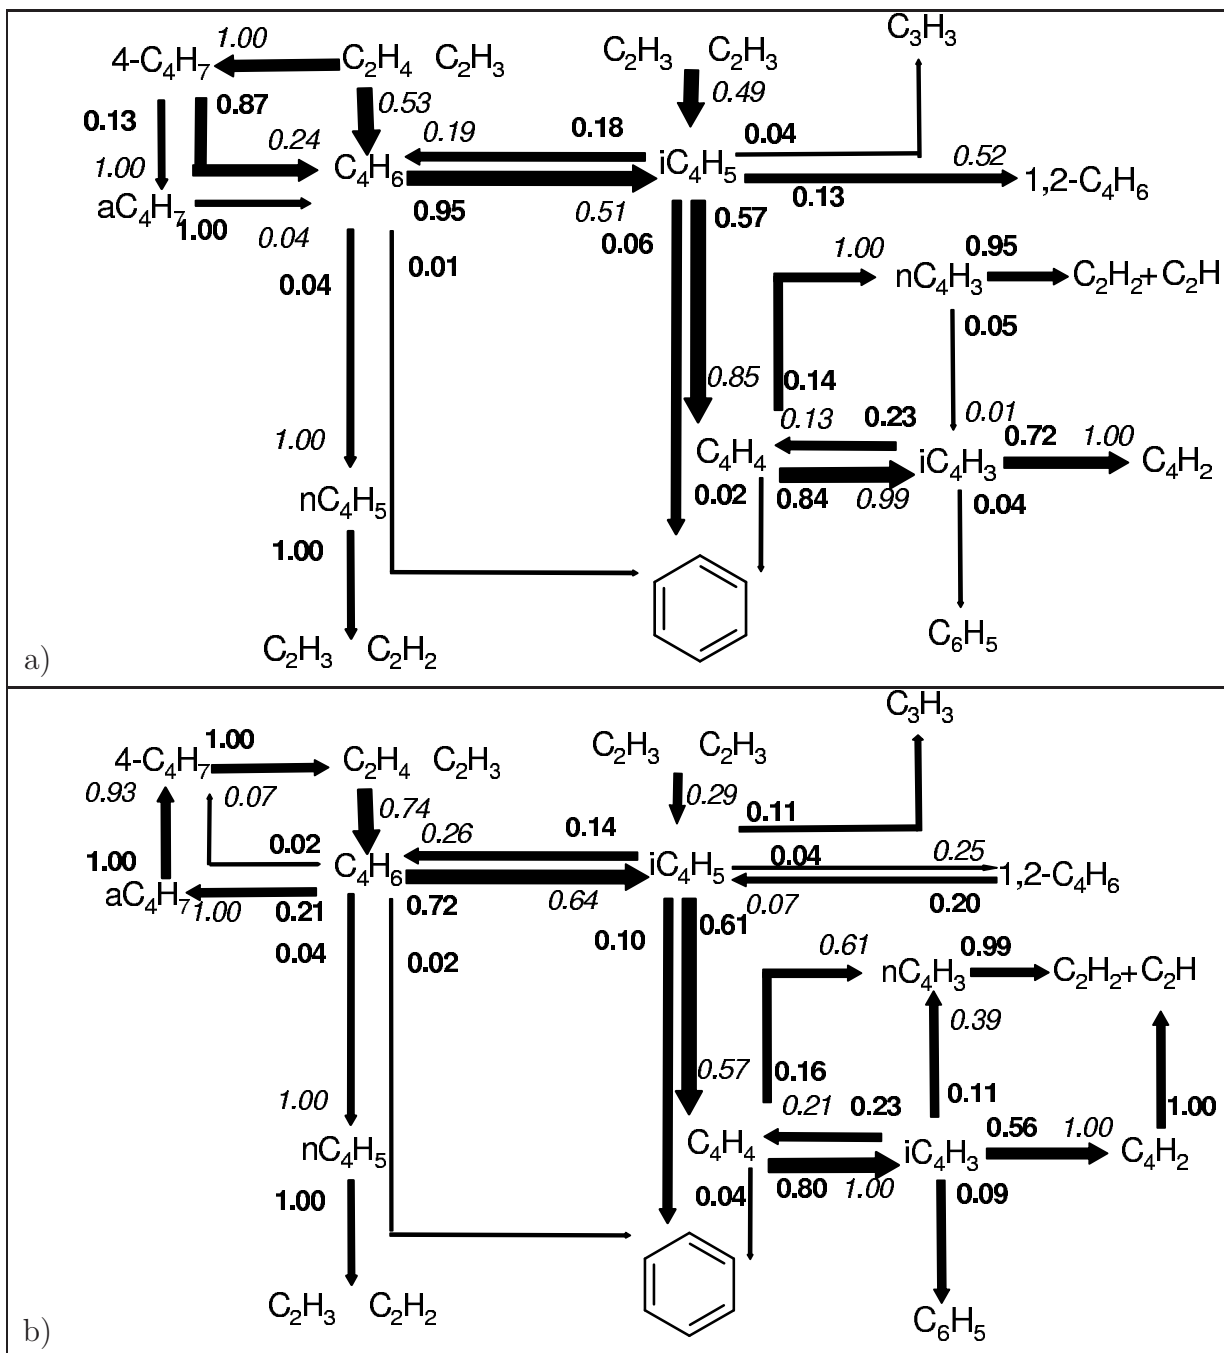 C3H3
1.00
4-C4H7 C2H4 C2H3 C2H3 C2H3
0.13 0.87 0.53 0.49
0.24 0.19 0.18 0.04
1.00 C4H6 iC4H5 0.52
aC4H7 0.95 0.51 0.57 0.13 1,2-C4H6
1.00 0.04 0.06
0.04 0.01 1.00 0.95
nC4H3 C2H2+C2H
0.05
0.85 0.14
0.13 0.23 0.01
1.00 C4H4 iC4H3 0.72 1.00 C4H2
nC4H5 0.02 0.84 0.99 0.04
1.00
C2H3 C2H2 C6H5
a)
C3H3
4-C4H7 1.00 C2H4 C2H3 C2H3 C2H3
0.93 0.07 0.74 0.29 0.11
0.02 0.26 0.14
1.00 C4H6 iC4H5 0.04 0.25
aC4H7 1.00 0.21 0.72 0.64 0.61 0.07 0.20 1,2-C4H6
0.04 0.02 0.10
0.61 nC4H3 0.99 C2H2+C2H
0.39
0.57 0.16
1.00 0.21 0.23 0.11 1.00
nC4H5 C4H4 iC4H3 0.56 1.00 C4H2
1.00 0.04 0.80 1.00 0.09
C2H3 C2H2 C6H5
b)